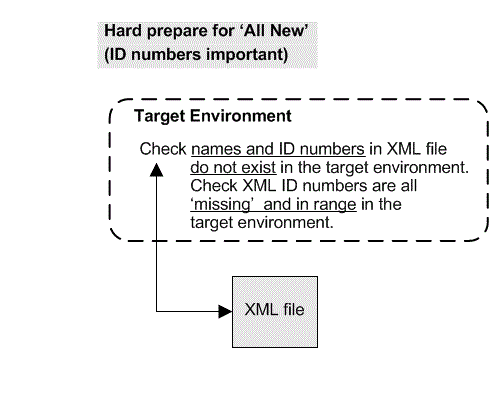 Hard prepare for ‘All New’
(ID numbers important)
Target Environment
Check names and ID numbers in XML file
do not exist in the target environment.
Check XML ID numbers are all
‘missing’ and in range in the
target environment.
XML file